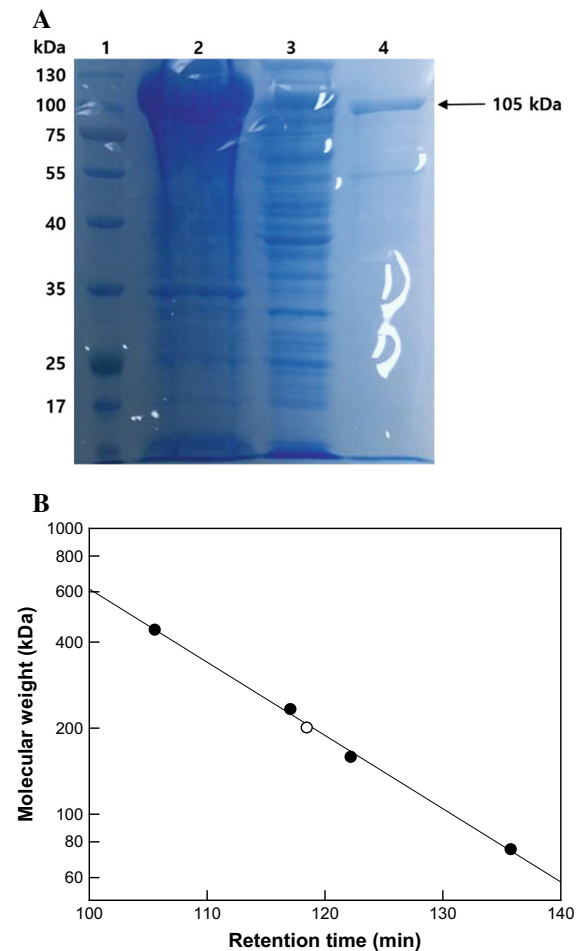 A
kDa 1 2 3 4
130
100
105 kDa
75
55
40
35
25
17
B
1000
800
600
400
200
100
80
60
Molecular weight (kDa)
100 110 120 130 140
Retention time (min)